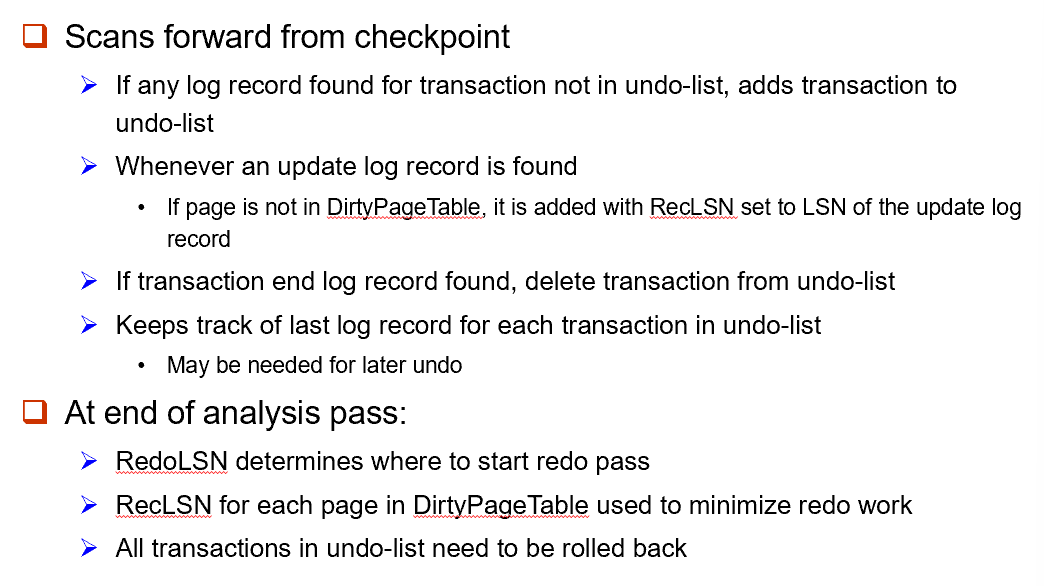 Scans forward from checkpoint
If any log record found for transaction not in undo-list, adds transaction to
undo-list
Whenever an update log record is found
• If page is not in DirtyPageTable, it is added with RecLSN set to LSN of the update log
record
If transaction end log record found, delete transaction from undo-list
Keeps track of last log record for each transaction in undo-list
• May be needed for later undo
At end of analysis pass:
RedoLSN determines where to start redo pass
RecLSN for each page in DirtyPageTable used to minimize redo work
All transactions in undo-list need to be rolled back